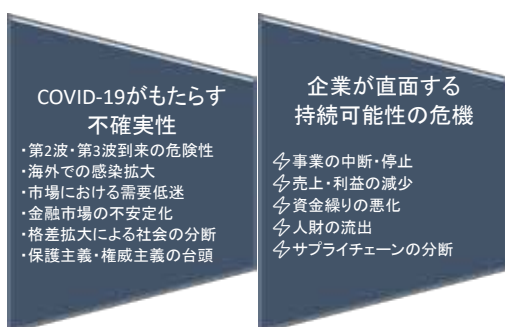 COVID-19がもたらす
不確実性
・第2波・第3波到来の危険性
・海外での感染拡大
・市場における需要低迷
・金融市場の不安定化
・格差拡大による社会の分断
・保護主義・権威主義の台頭
企業が直面する
持続可能性の危機
事業の中断・停止
売上・利益の減少
資金繰りの悪化
人財の流出
サプライチェーンの分断